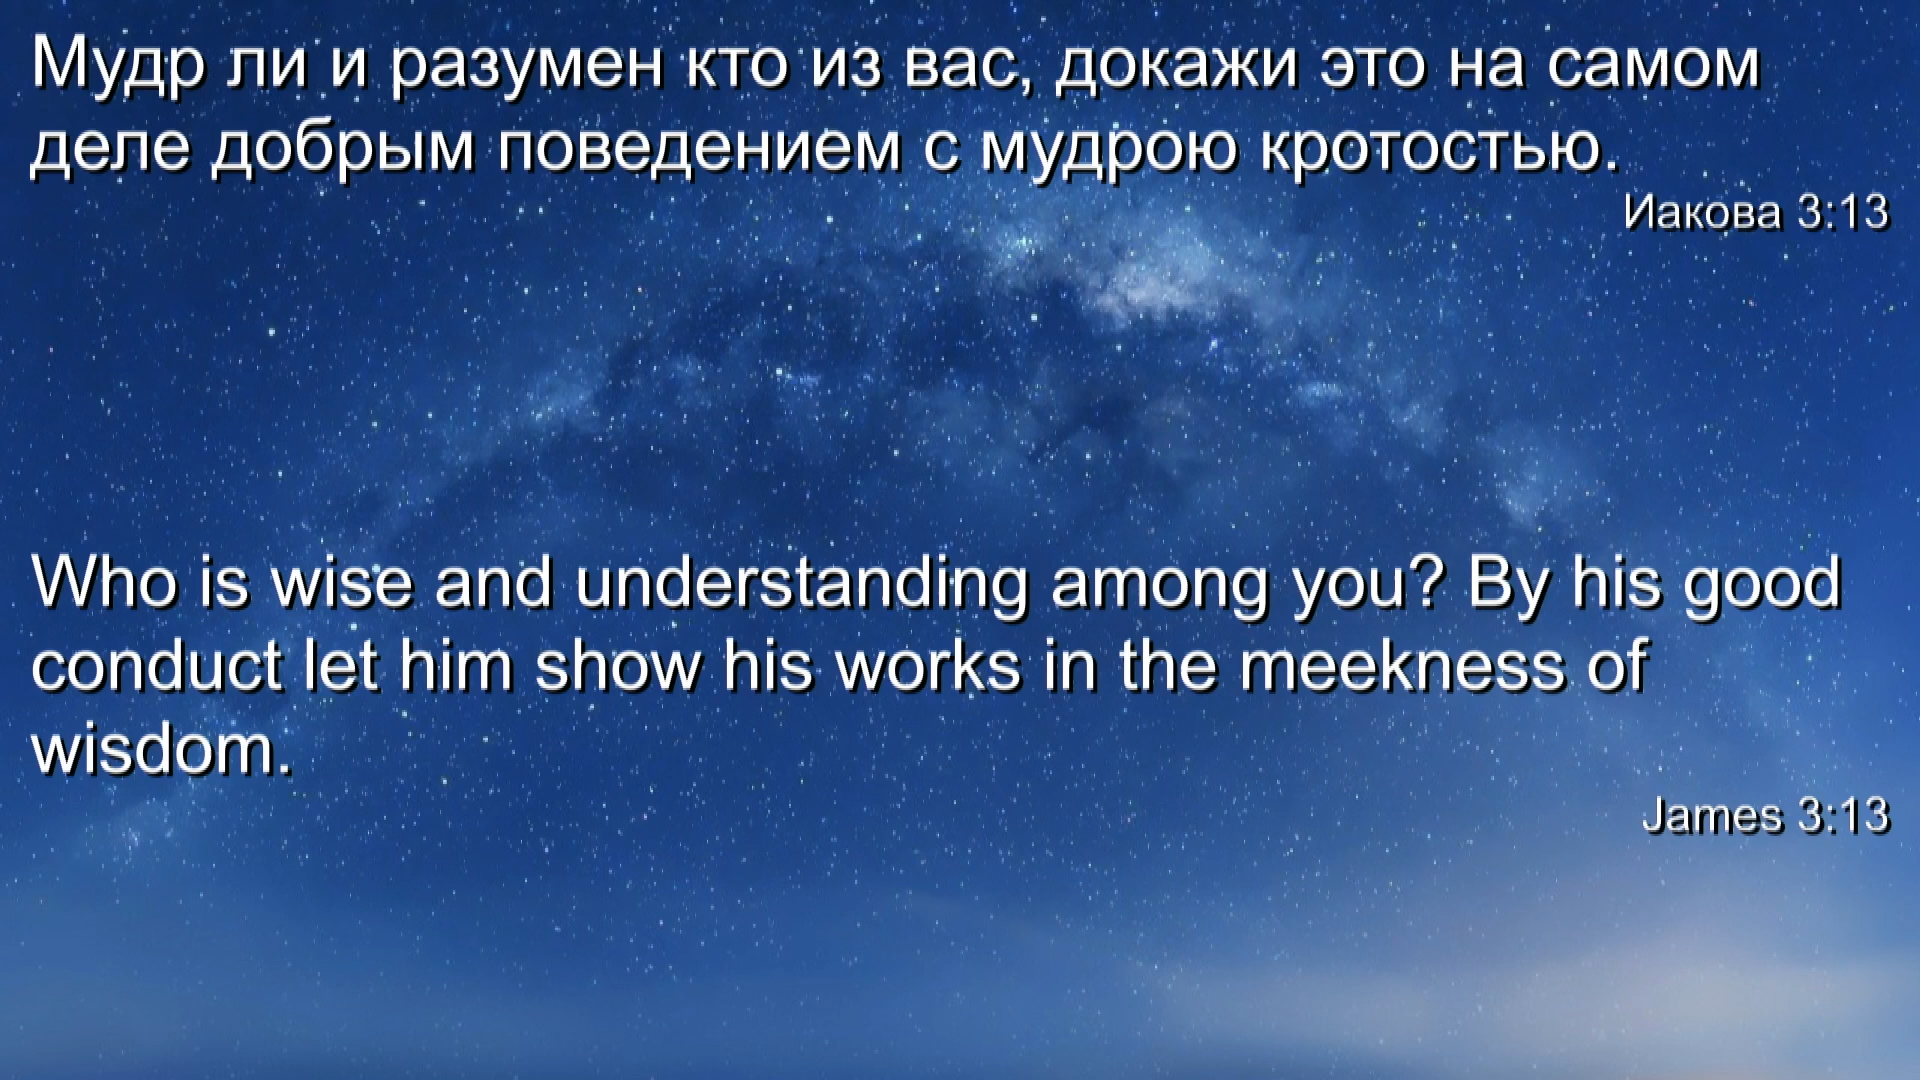 Мудр ли и разумен кто из вас, докажи это на самом
деле добрым поведением с мудрою кротостью.
Иакова 3:13
Who is wise and understanding among you? By his good
conduct let him show his works in the meekness of
wisdom.
James 3:13